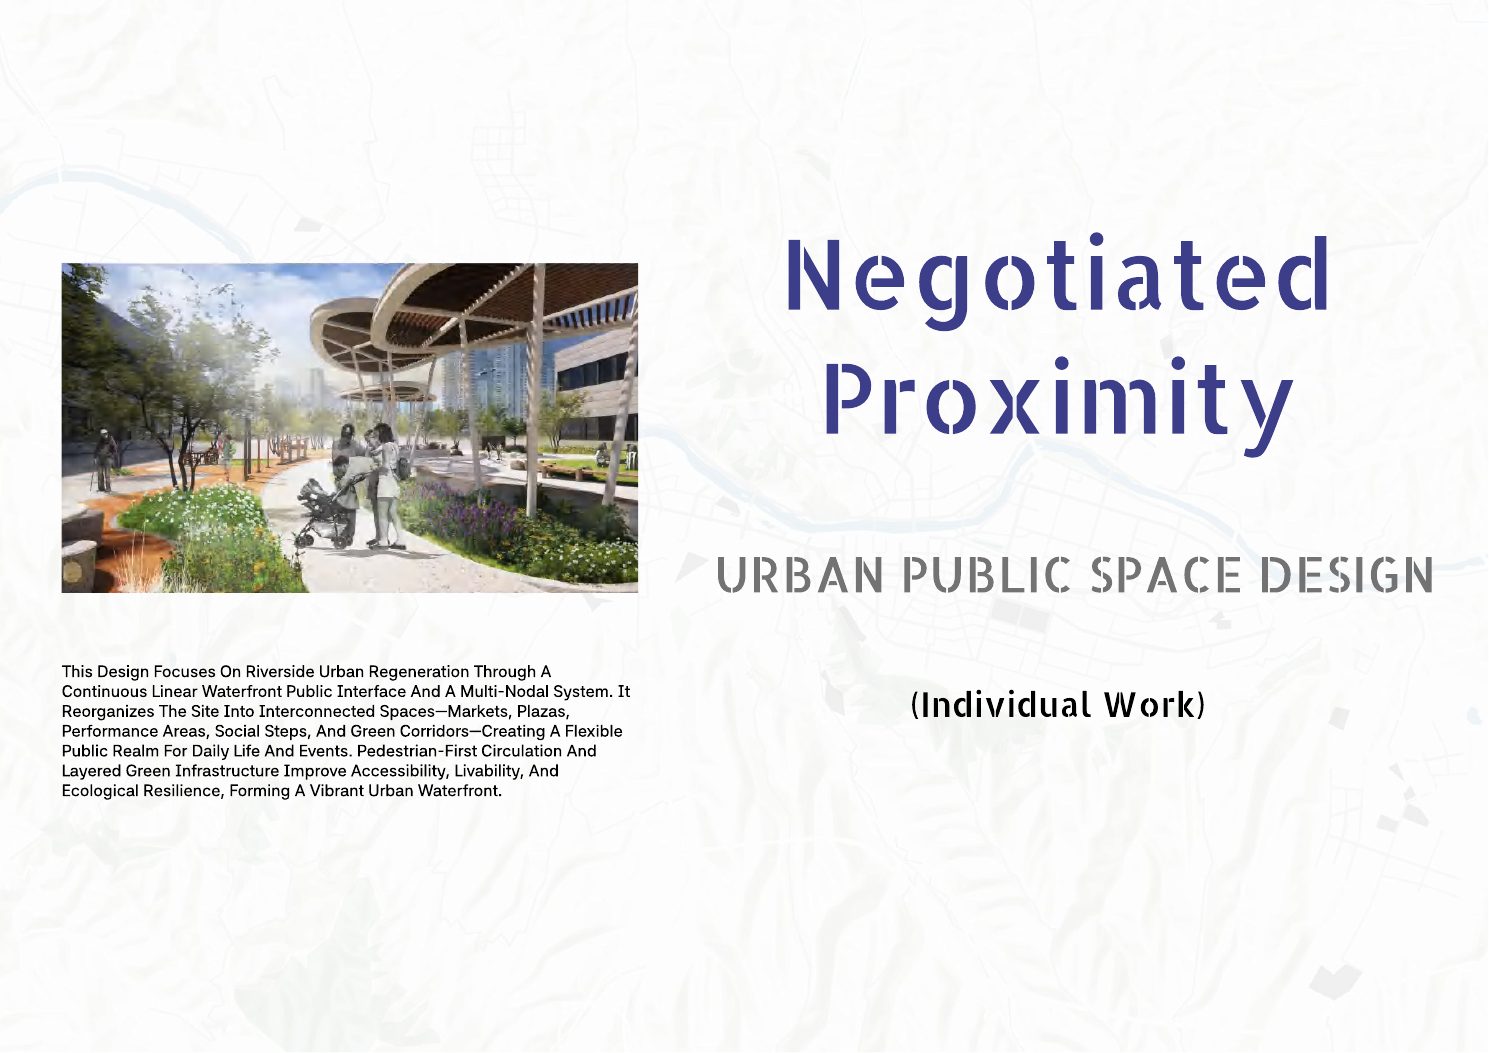 Negotiated
Proximity
URBAN PUBLIC SPACE DESIGN
(Individual Work)
This Design Focuses On Riverside Urban Regeneration Through A
Continuous Linear Waterfront Public Interface And A Multi-Nodal System. It
Reorganizes The Site Into Interconnected Spaces—Markets, Plazas,
Performance Areas, Social Steps, And Green Corridors—Creating A Flexible
Public Realm For Daily Life And Events. Pedestrian-First Circulation And
Layered Green Infrastructure Improve Accessibility, Livability, And
Ecological Resilience, Forming A Vibrant Urban Waterfront.